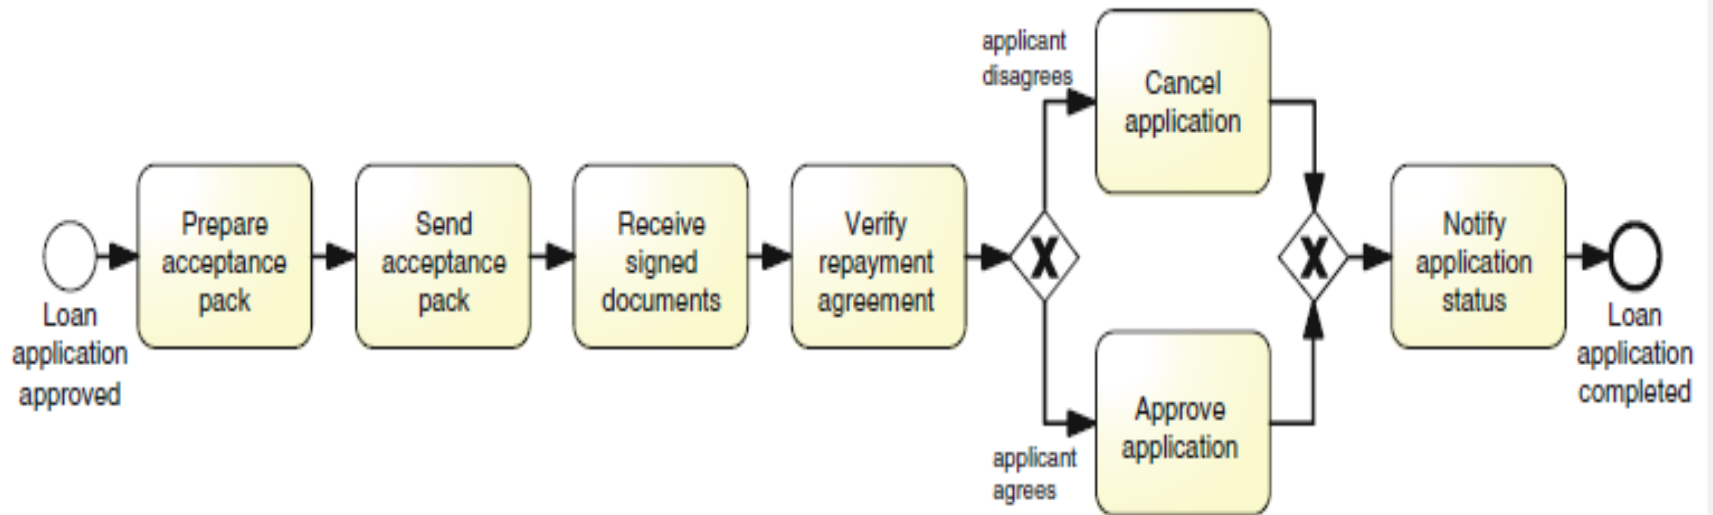 Loan
application
approved
Prepare
acceptance
pack
Send
acceptance
pack
Receive
signed
documents
Verify
repayment
agreement
X
applicant
disagrees
Cancel
application
applicant
agrees
Approve
application
X
Notify
application
status
Loan
application
completed